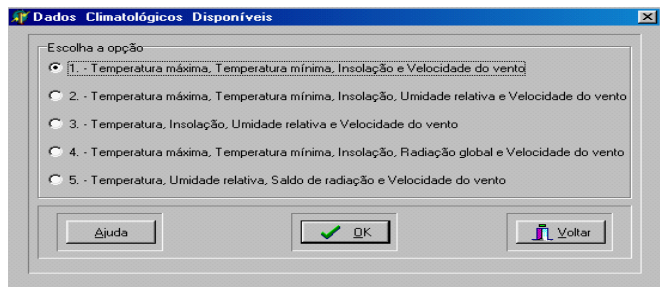 Dados Climatológicos Disponíveis
Escolha a opção
1. - Temperatura máxima, Temperatura mínima, Insolação e Velocidade do vento
2. - Temperatura máxima, Temperatura mínima, Insolação, Umidade relativa e Velocidade do vento
3. - Temperatura, Insolação, Umidade relativa e Velocidade do vento
4. - Temperatura máxima, Temperatura mínima, Insolação, Radiação global e Velocidade do vento
5. - Temperatura, Umidade relativa, Saldo de radiação e Velocidade do vento
Ajuda
OK
Voltar